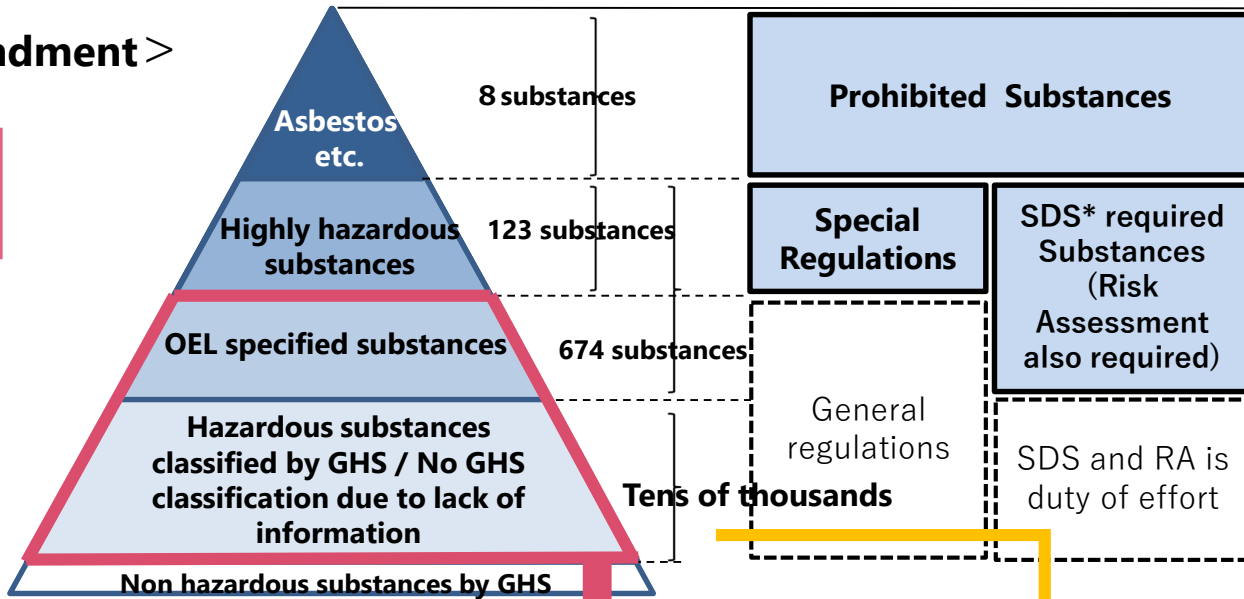 ndment＞
Asbestos
etc.
8 substances
Prohibited Substances
Highly hazardous
substances
123 substances
Special
Regulations
SDS* required
Substances
(Risk
Assessment
also required)
OEL specified substances
674 substances
General
regulations
Hazardous substances
classified by GHS / No GHS
classification due to lack of
information
Tens of thousands
SDS and RA is
duty of effort
Non hazardous substances by GHS